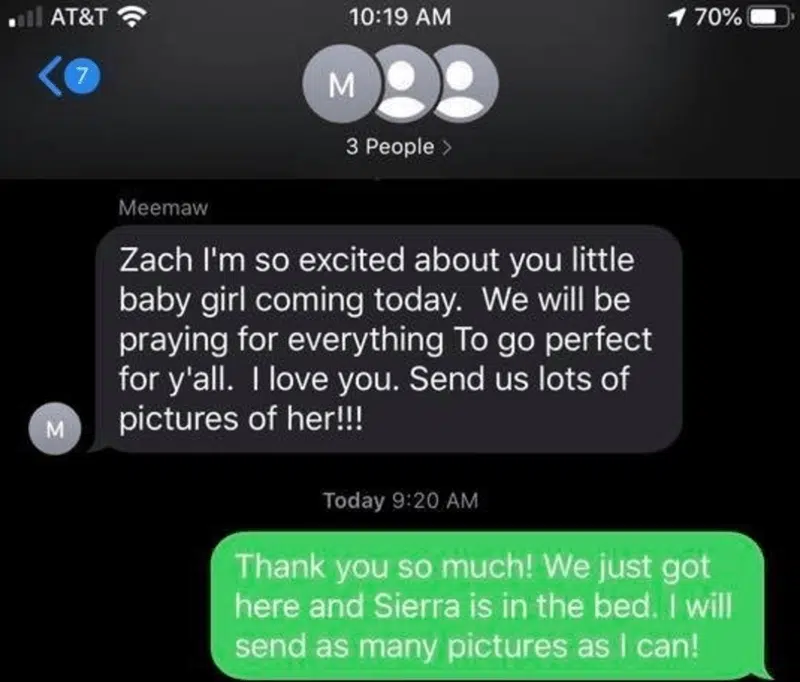 AT&T 10:19 AM 70%
7
M
3 People >
Meemaw
Zach I'm so excited about you little
baby girl coming today.  We will be
praying for everything To go perfect
for y'all.  I love you. Send us lots of
pictures of her!!!
M
Today 9:20 AM
Thank you so much! We just got
here and Sierra is in the bed. I will
send as many pictures as I can!